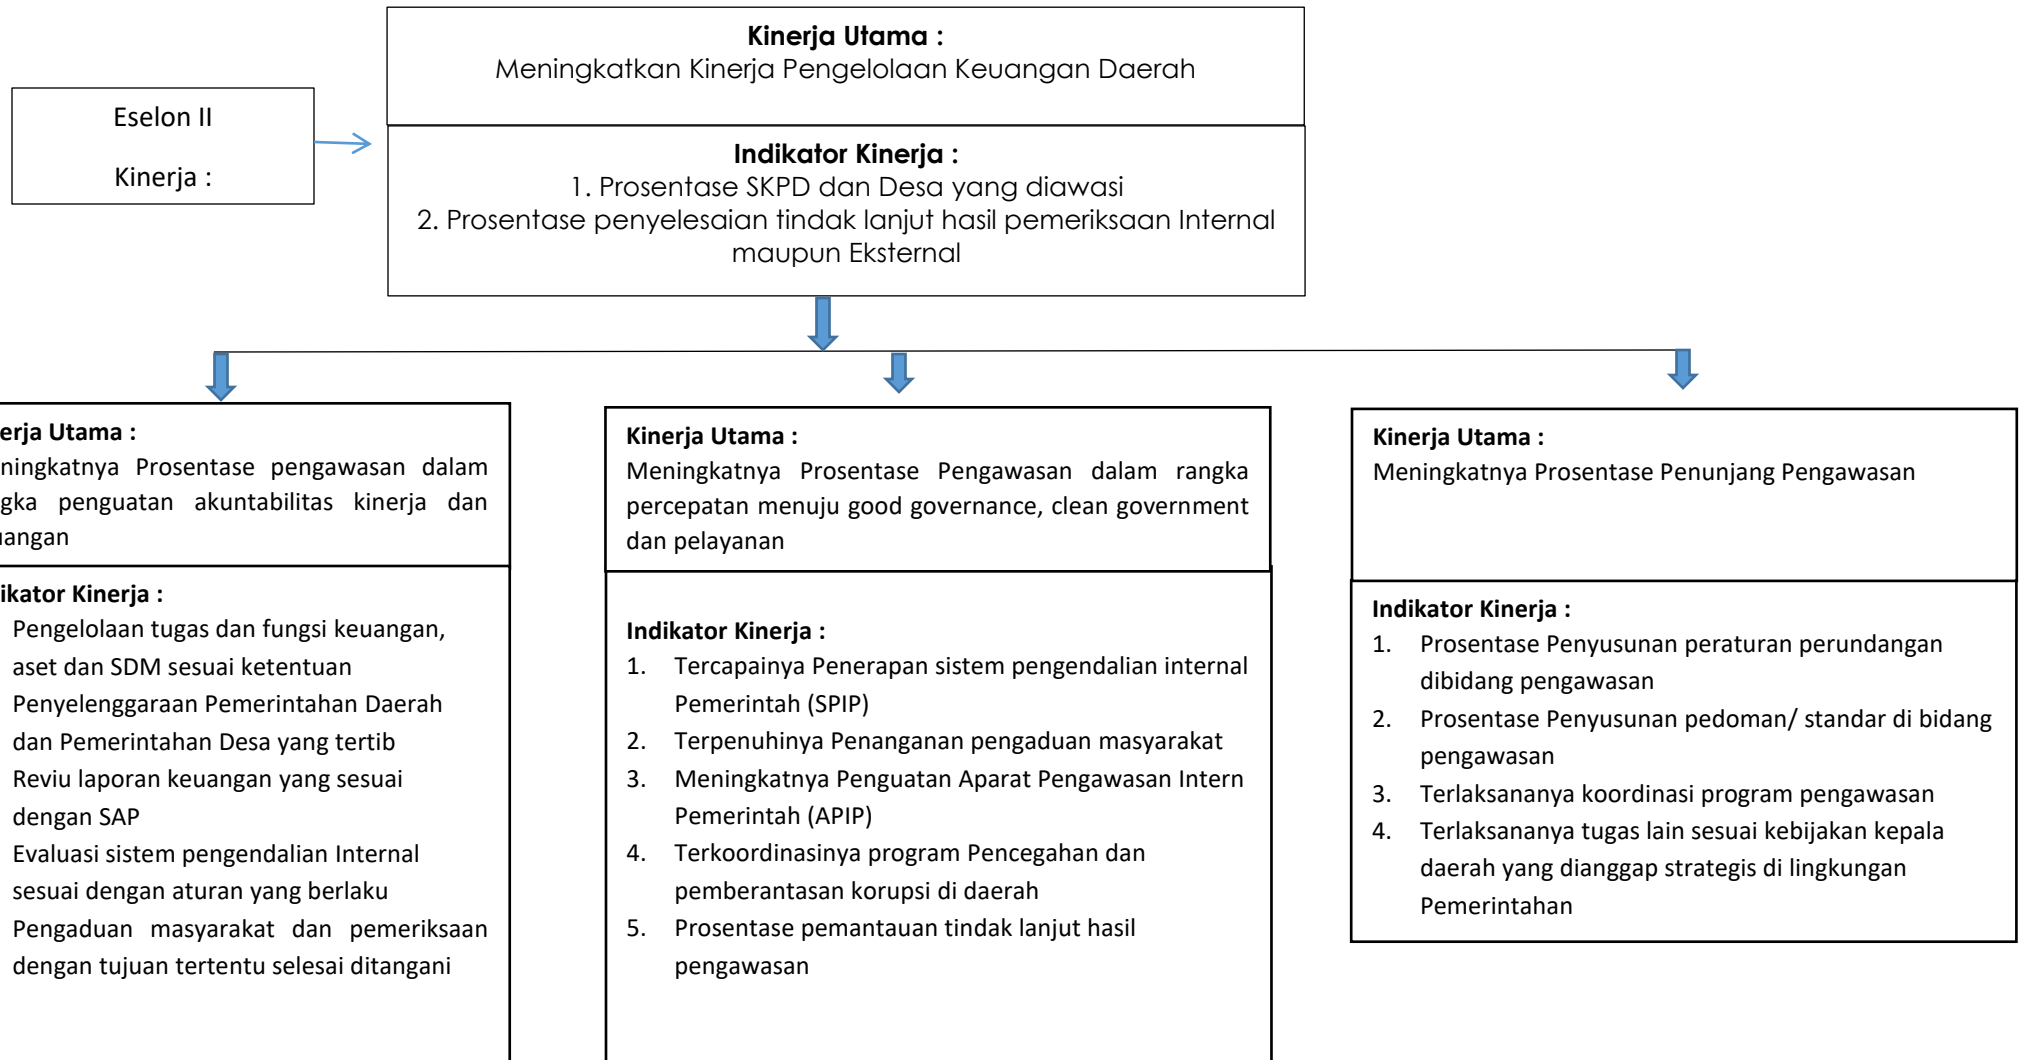 Kinerja Utama :
Meningkatkan Kinerja Pengelolaan Keuangan Daerah
Eselon II
Kinerja :
Indikator Kinerja :
1. Prosentase SKPD dan Desa yang diawasi
2. Prosentase penyelesaian tindak lanjut hasil pemeriksaan Internal
maupun Eksternal
erja Utama :
ningkatnya Prosentase pengawasan dalam
gka penguatan akuntabilitas kinerja dan
angan
ikator Kinerja :
Pengelolaan tugas dan fungsi keuangan,
aset dan SDM sesuai ketentuan
Penyelenggaraan Pemerintahan Daerah
dan Pemerintahan Desa yang tertib
Reviu laporan keuangan yang sesuai
dengan SAP
Evaluasi sistem pengendalian Internal
sesuai dengan aturan yang berlaku
Pengaduan masyarakat dan pemeriksaan
dengan tujuan tertentu selesai ditangani
Kinerja Utama :
Meningkatnya Prosentase Pengawasan dalam rangka
percepatan menuju good governance, clean government
dan pelayanan
Indikator Kinerja :
1. Tercapainya Penerapan sistem pengendalian internal
Pemerintah (SPIP)
2. Terpenuhinya Penanganan pengaduan masyarakat
3. Meningkatnya Penguatan Aparat Pengawasan Intern
Pemerintah (APIP)
4. Terkoordinasinya program Pencegahan dan
pemberantasan korupsi di daerah
5. Prosentase pemantauan tindak lanjut hasil
pengawasan
Kinerja Utama :
Meningkatnya Prosentase Penunjang Pengawasan
Indikator Kinerja :
1. Prosentase Penyusunan peraturan perundangan
dibidang pengawasan
2. Prosentase Penyusunan pedoman/ standar di bidang
pengawasan
3. Terlaksananya koordinasi program pengawasan
4. Terlaksananya tugas lain sesuai kebijakan kepala
daerah yang dianggap strategis di lingkungan
Pemerintahan